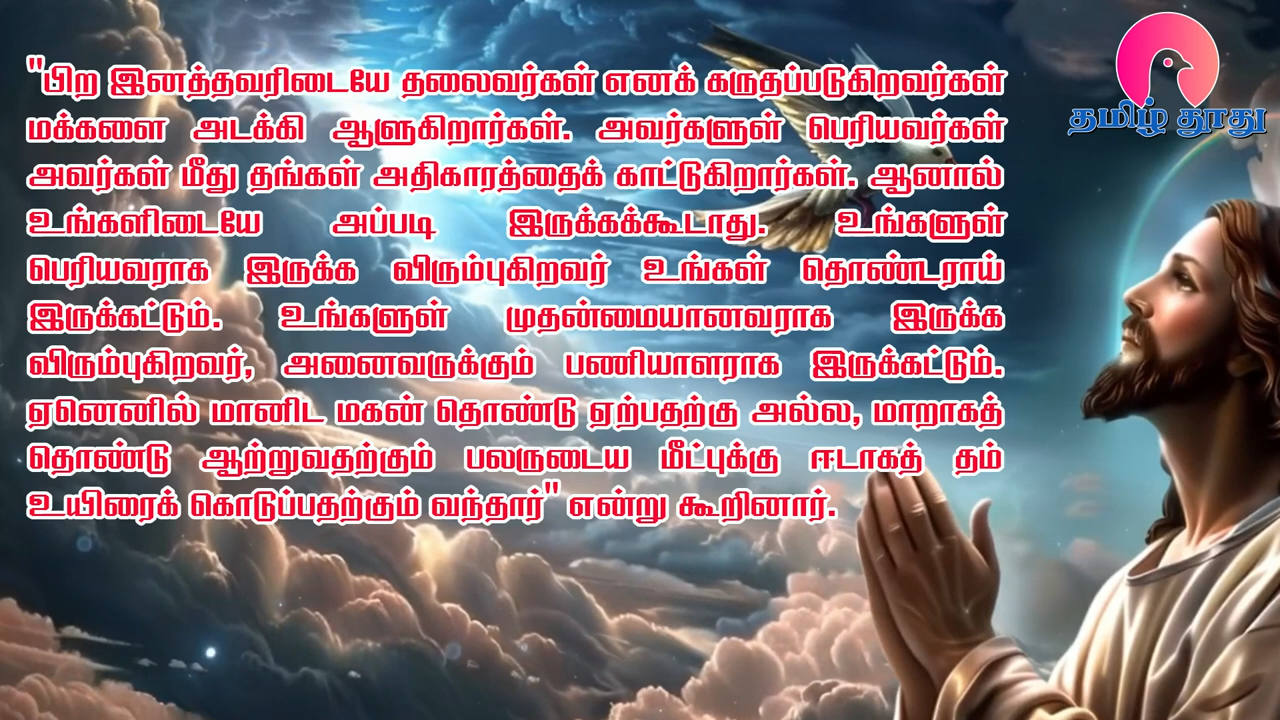 "பிற இனத்தவரிடையே தலைவர்கள் எனக் கருதப்படுகிறவர்கள்
மக்களை அடக்கி ஆளுகிறார்கள். அவர்களுள் பெரியவர்கள்
அவர்கள் மீது தங்கள் அதிகாரத்தைக் காட்டுகிறார்கள். ஆனால்
உங்களிடையே அப்படி இருக்கக்கூடாது. உங்களுள்
பெரியவராக இருக்க விரும்புகிறவர் உங்கள் தொண்டராய்
இருக்கட்டும். உங்களுள் முதன்மையானவராக இருக்க
விரும்புகிறவர், அனைவருக்கும் பணியாளராக இருக்கட்டும்.
ஏனெனில் மானிட மகன் தொண்டு ஏற்பதற்கு அல்ல, மாறாகத்
தொண்டு ஆற்றுவதற்கும் பலருடைய மீட்புக்கு ஈடாகத் தம்
உயிரைக் கொடுப்பதற்கும் வந்தார்" என்று கூறினார்.
தமிழ் தூது